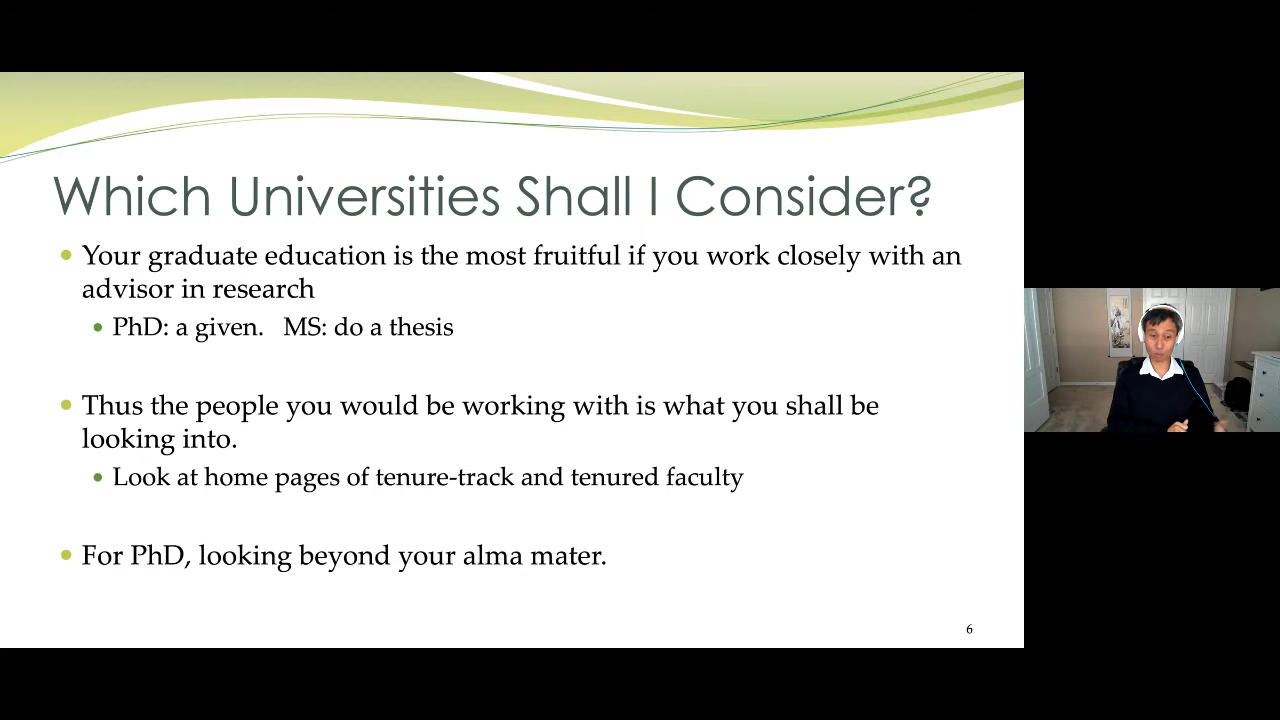 Which Universities Shall I Consider?
• Your graduate education is the most fruitful if you work closely with an
advisor in research
• PhD: a given. MS: do a thesis
• Thus the people you would be working with is what you shall be
looking into.
• Look at home pages of tenure-track and tenured faculty
• For PhD, looking beyond your alma mater.
6